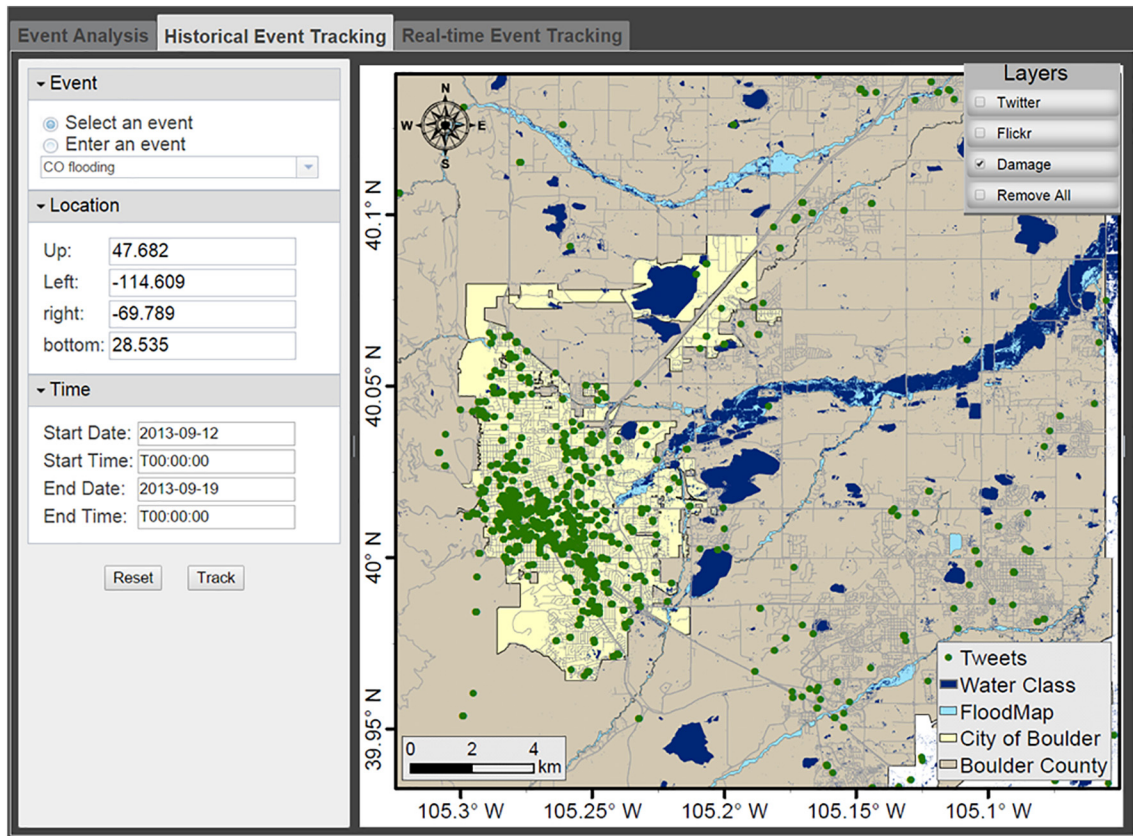 Event Analysis
Historical Event Tracking
Real-time Event Tracking
Event
Select an event
Enter an event
CO flooding
Location
Up: 47.682
Left: -114.609
right: -69.789
bottom: 28.535
Time
Start Date: 2013-09-12
Start Time: T00:00:00
End Date: 2013-09-19
End Time: T00:00:00
Reset
Track
N
W
E
S
Layers
Twitter
Flickr
Damage
Remove All
40.1° N
40.05° N
40° N
39.95° N
Tweets
Water Class
FloodMap
City of Boulder
Boulder County
0 2 4
km
105.3° W
105.25° W
105.2° W
105.15° W
105.1° W